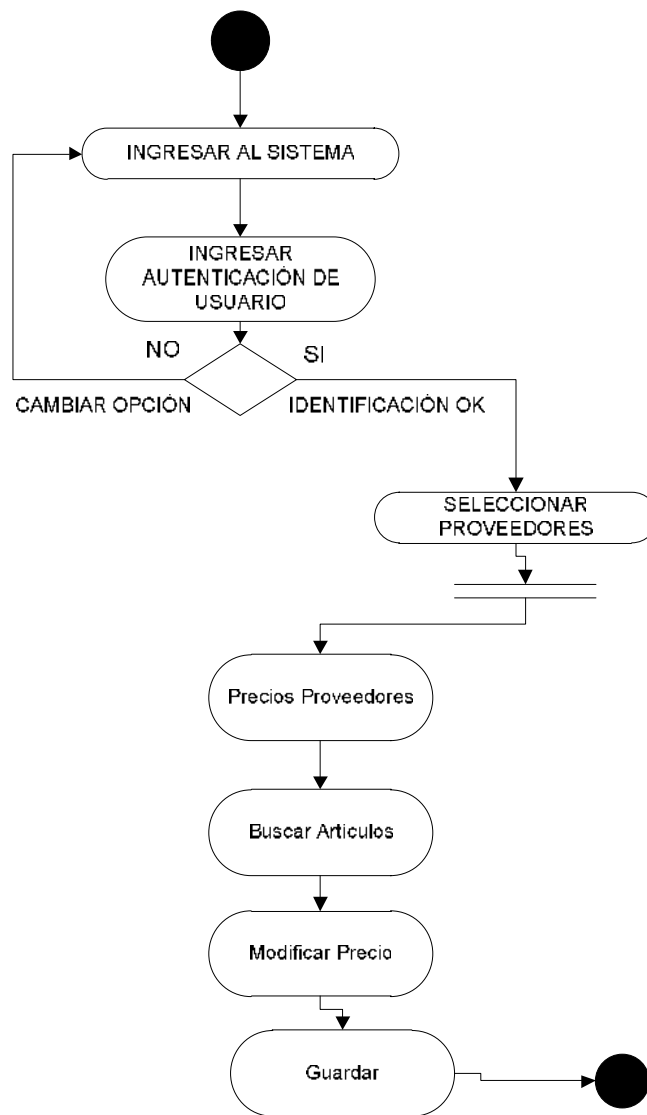 INGRESAR AL SISTEMA
INGRESAR
AUTENTICACIÓN DE
USUARIO
NO
SI
CAMBIAR OPCIÓN
IDENTIFICACIÓN OK
SELECCIONAR
PROVEEDORES
Precios Proveedores
Buscar Articulos
Modificar Precio
Guardar